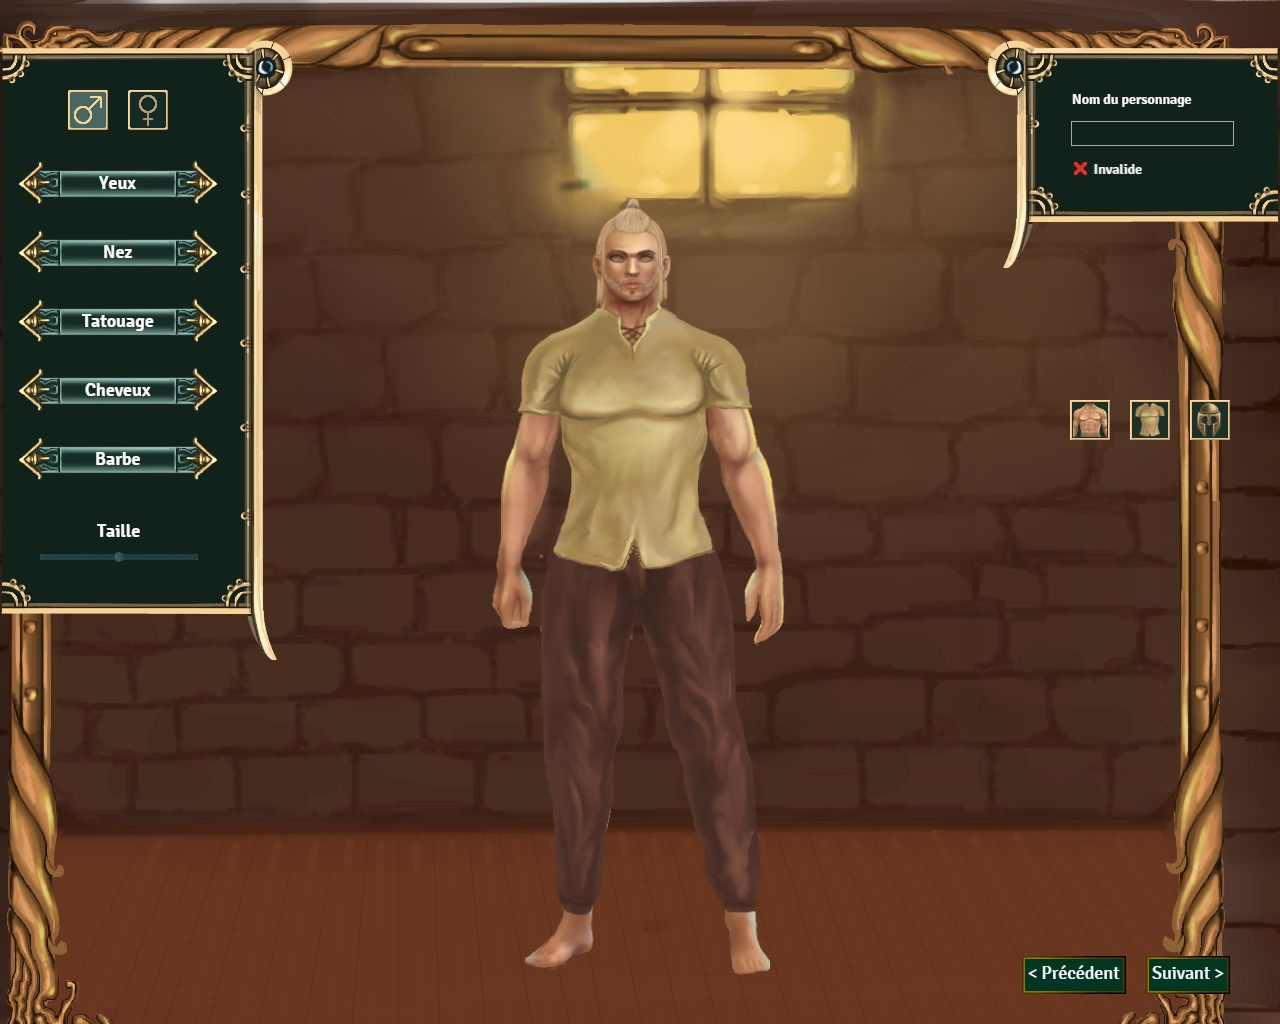 Yeux
Nez
Tatouage
Cheveux
Barbe
Taille
Nom du personnage
Invalide
< Précédent
Suivant >